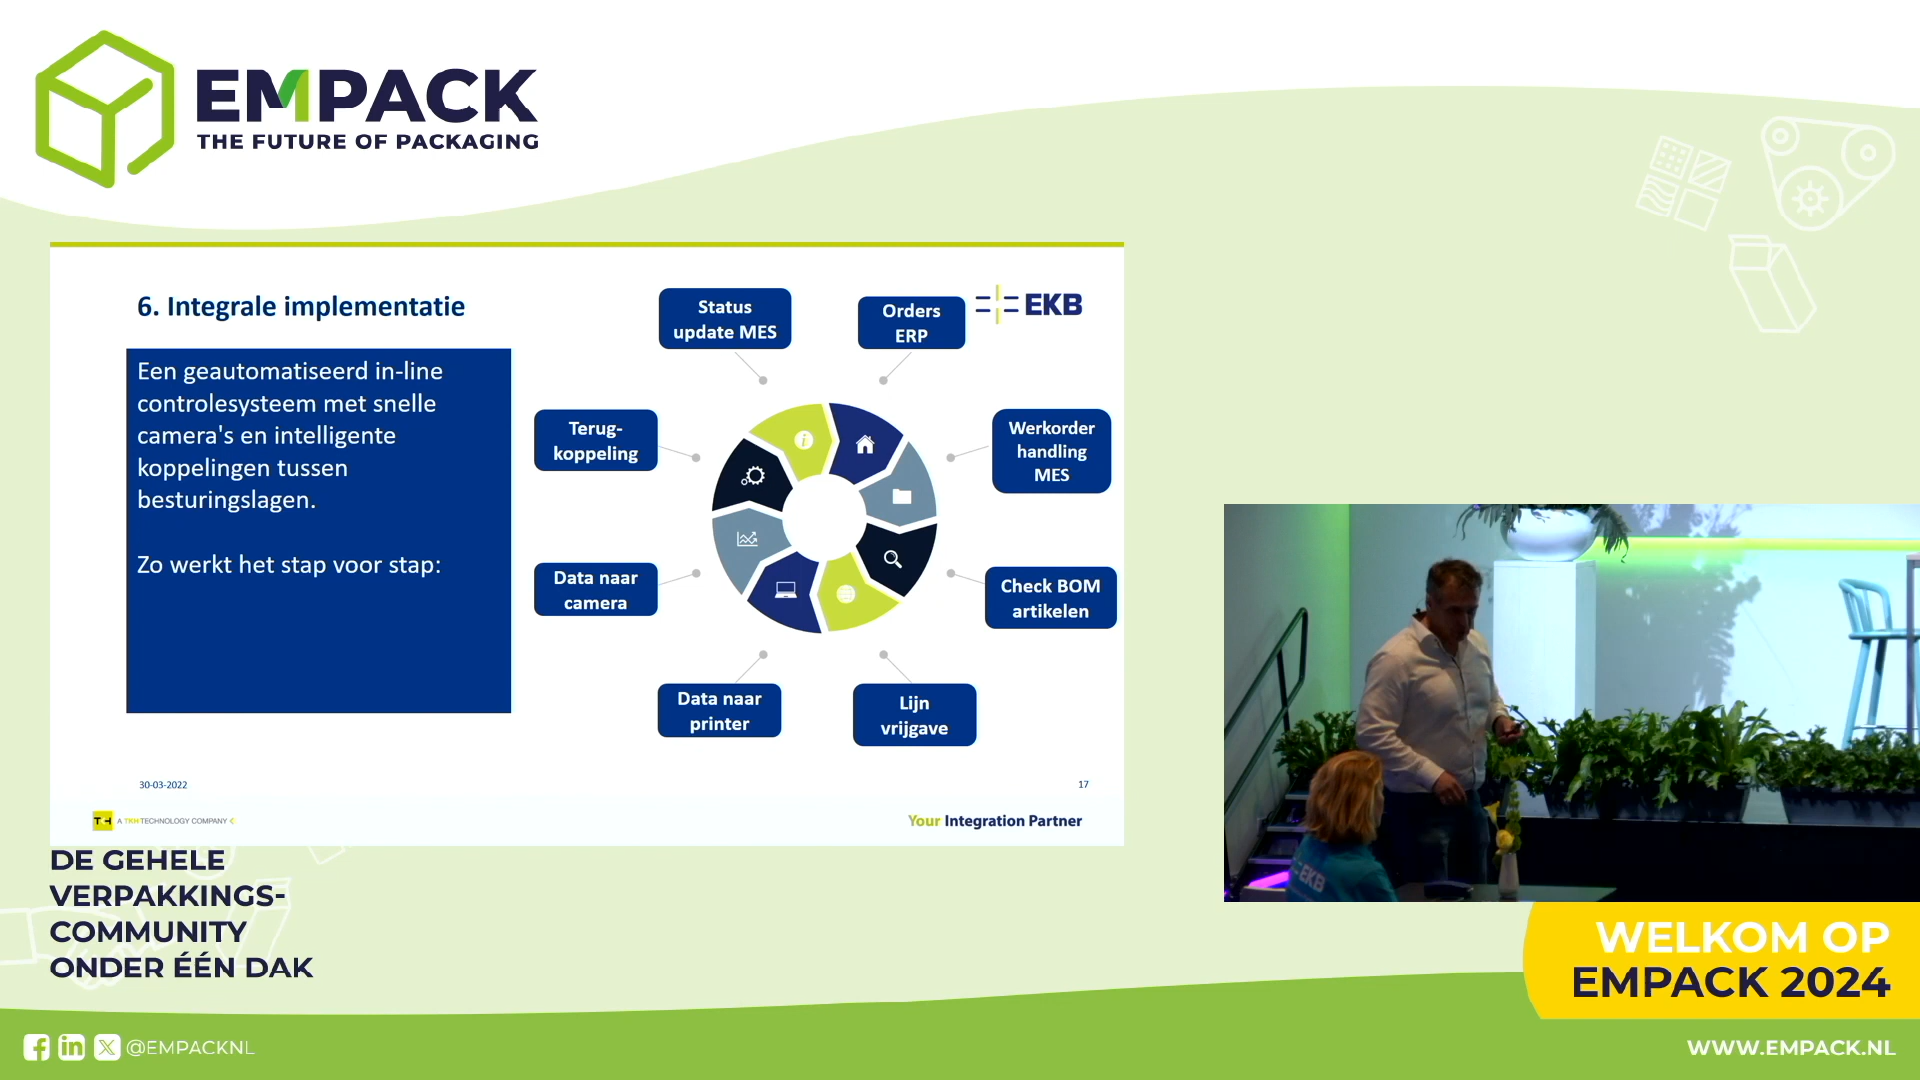 EMPACK
THE FUTURE OF PACKAGING
6. Integrale implementatie
EKB
Een geautomatiseerd in-line
controlesysteem met snelle
camera's en intelligente
koppelingen tussen
besturingslagen.
Zo werkt het stap voor stap:
Status
update MES
Orders
ERP
Werkorder
handling
MES
Check BOM
artikelen
Lijn
vrijgave
Data naar
printer
Data naar
camera
Terug-
koppeling
30-03-2022
17
A TKH TECHNOLOGY COMPANY
Your Integration Partner
EKB
DE GEHELE
VERPAKKINGS-
COMMUNITY
ONDER ÉÉN DAK
WELKOM OP
EMPACK 2024
@EMPACKNL
WWW.EMPACK.NL